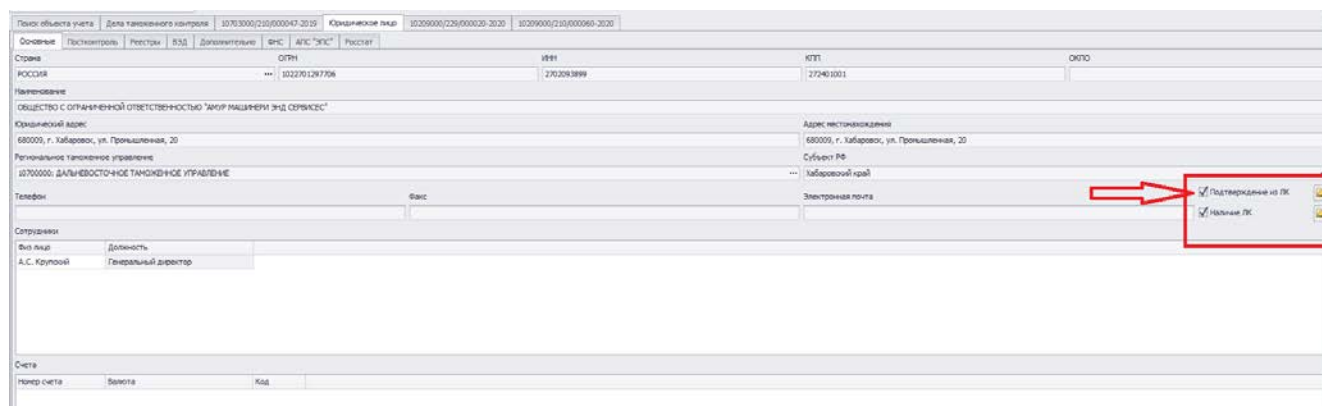 Поиск объекта учета Дела таможенного контроля 10703000/210/000047-2019 Юридическое лицо 10209000/229/000020-2020 10209000/210/000060-2020
Основные Постконтроль Реестры ВЭД Дополнительно ФНС АПС "ЭПС" Росстат
Страна ОГРН ИНН КПП ОКПО
РОССИЯ ... 1022701297706 2702093899 272401001
Наименование
ОБЩЕСТВО С ОГРАНИЧЕННОЙ ОТВЕТСТВЕННОСТЬЮ "АМУР МАШИНЕРИ ЭНД СЕРВИСЕС"
Юридический адрес Адрес местонахождения
680009, г. Хабаровск, ул. Промышленная, 20 680009, г. Хабаровск, ул. Промышленная, 20
Региональное таможенное управление Субъект РФ
10700000: ДАЛЬНЕВОСТОЧНОЕ ТАМОЖЕННОЕ УПРАВЛЕНИЕ ... Хабаровский край
Телефон Факс Электронная почта Подтверждение из ЛК
Наличие ЛК
Сотрудники
Физ лицо Должность
А.С. Генеральный директор
Счета
Номер счета Валюта Код